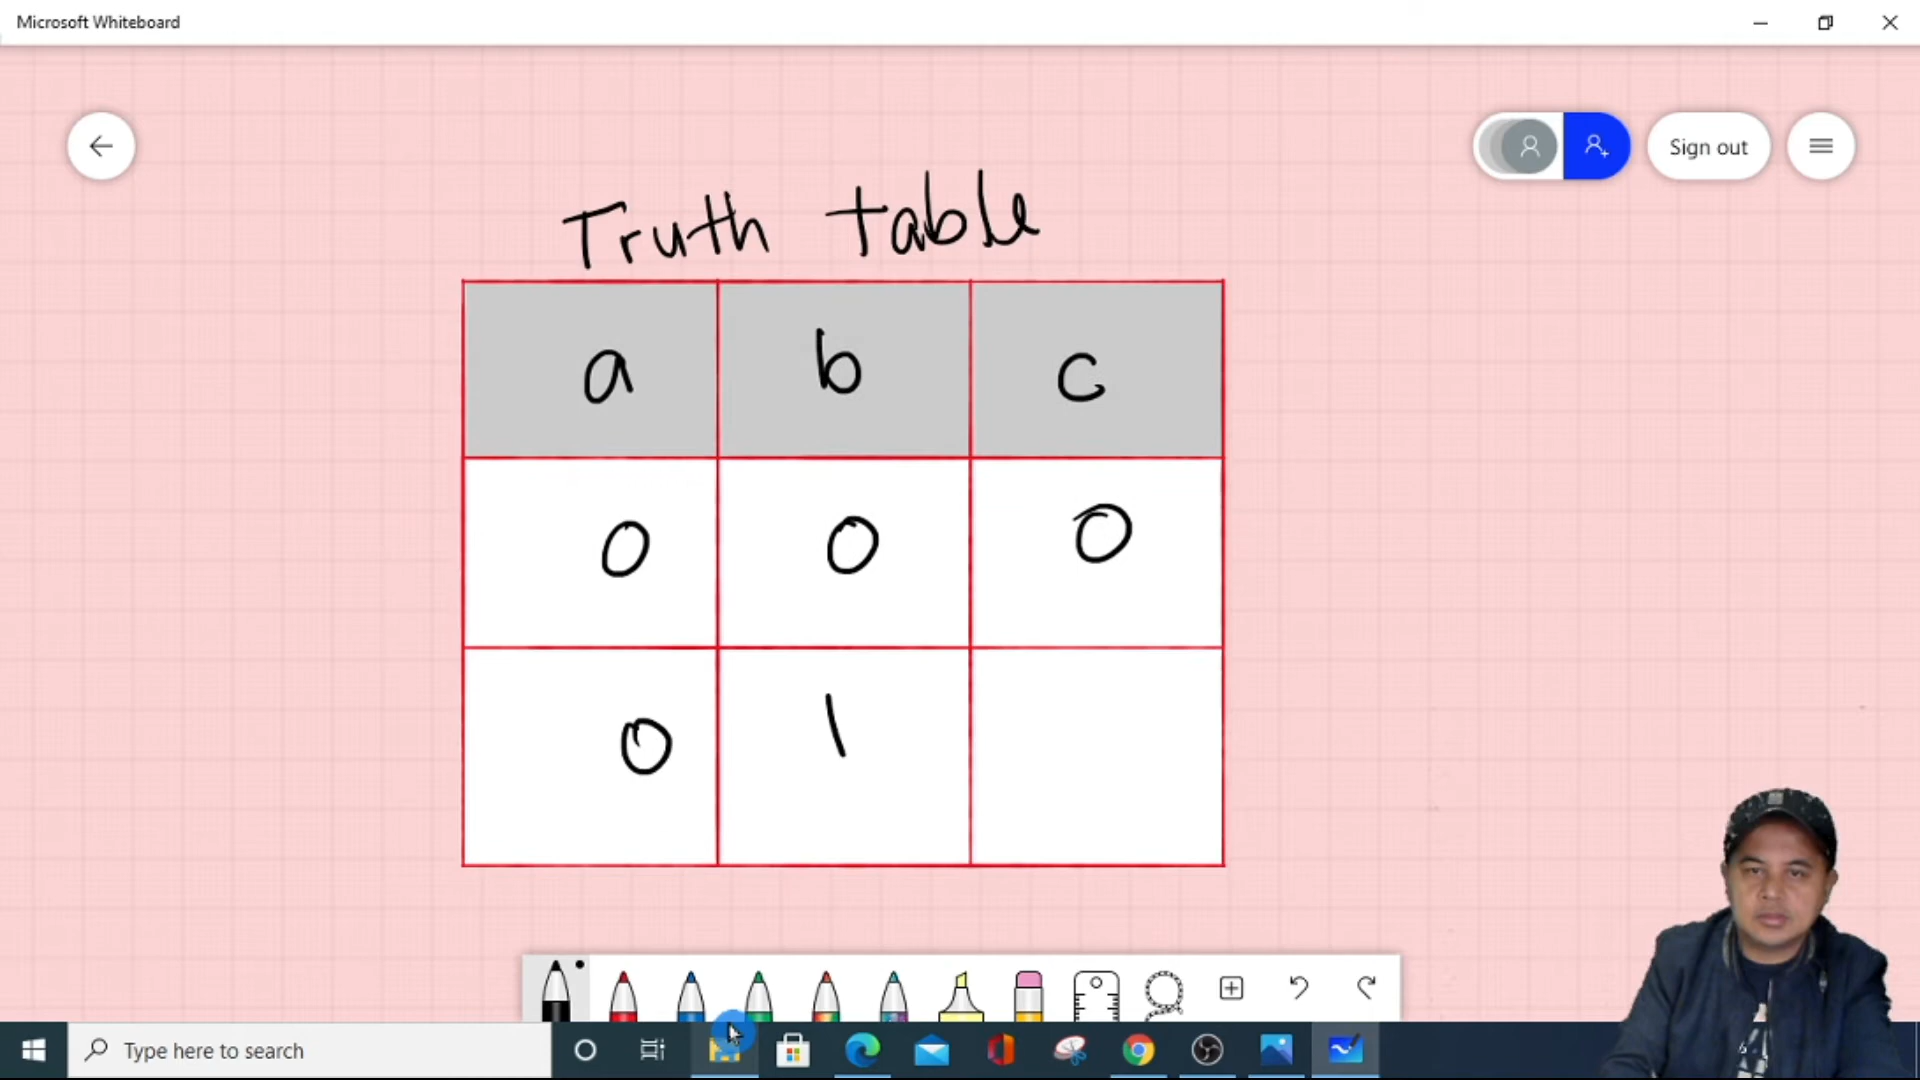 Microsoft Whiteboard
Sign out
Truth table
a b c
0 0 0
0 1
Type here to search